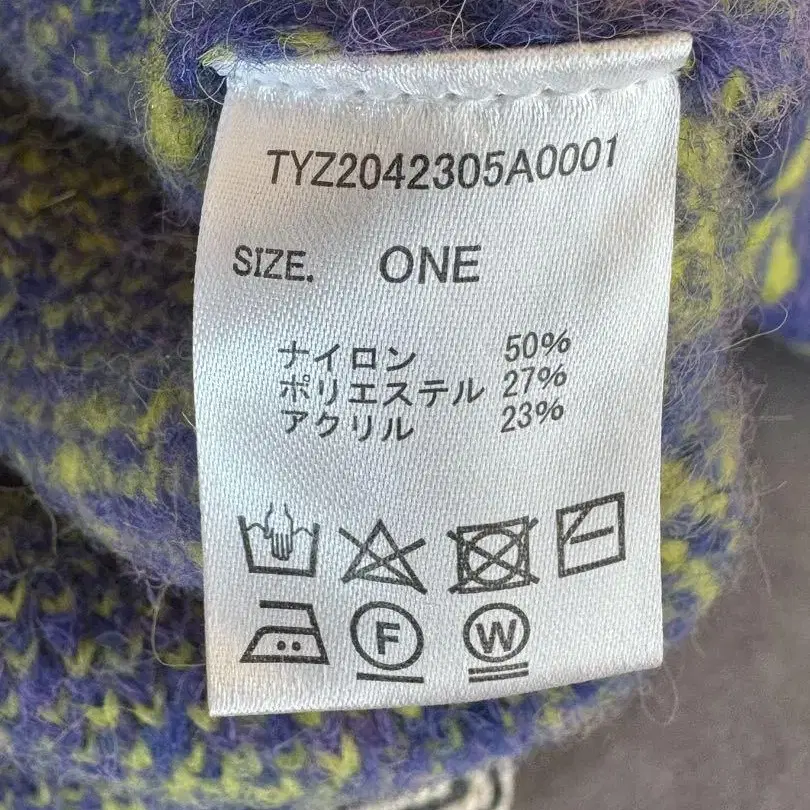 TYZ2042305A0001
SIZE. ONE
ナイロン 50%
ポリエステル 27%
アクリル 23%
F W